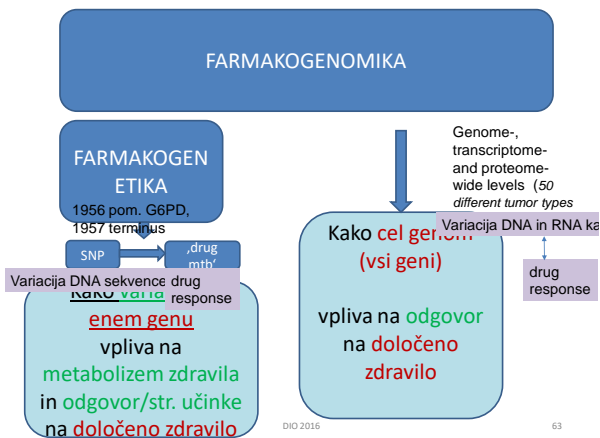 FARMAKOGENOMIKA
FARMAKOGEN
ETIKA
1956 pom. G6PD,
1957 terminus
SNP
‚drug
mtb‘
Variacija DNA sekvence
drug
response
Kako
enem genu
vpliva na
metabolizem zdravila
in odgovor/str. učinke
na določeno zdravilo
Genome-,
transcriptome-
and proteome-
wide levels (50
different tumor types
Variacija DNA in RNA ka
drug
response
Kako cel genom
(vsi geni)
vpliva na odgovor
na določeno
zdravilo
DIO 2016
63